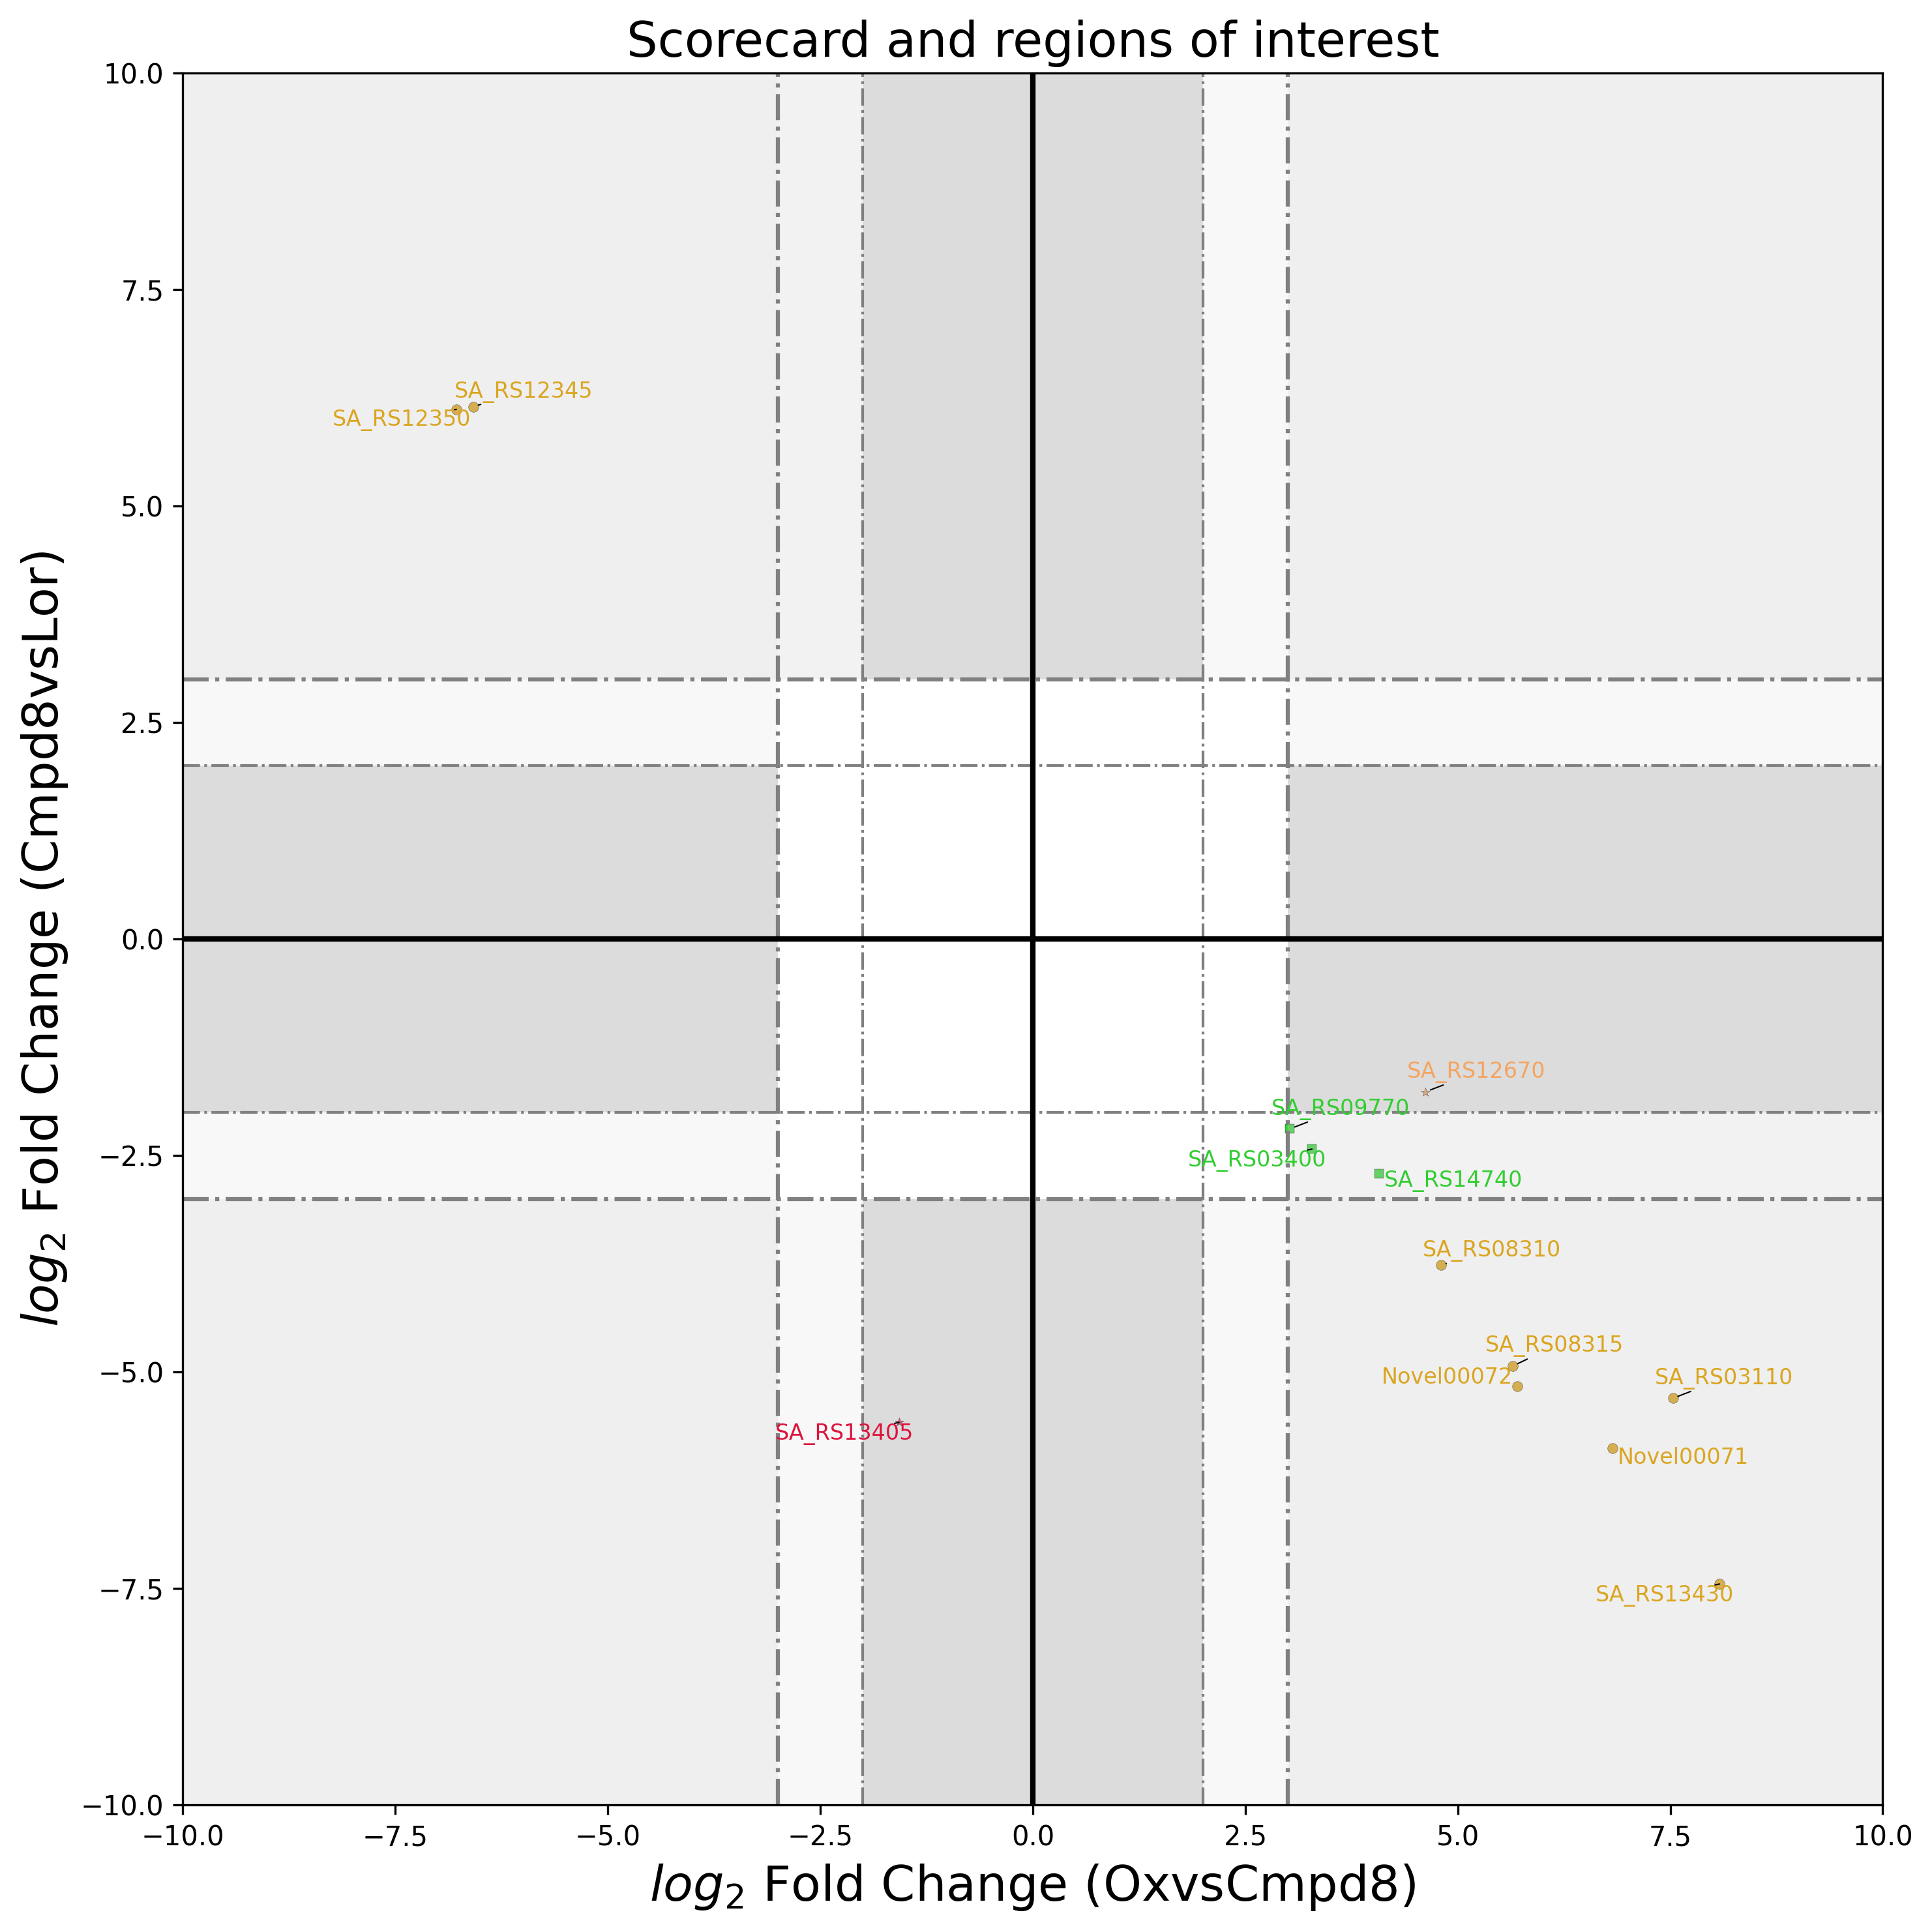 Scorecard and regions of interest
10.0
7.5
5.0
2.5
0.0
−2.5
−5.0
−7.5
−10.0
log2 Fold Change (Cmpd8vsLor)
SA_RS12345
SA_RS12350
SA_RS12670
SA_RS09770
SA_RS03400
SA_RS14740
SA_RS08310
SA_RS08315
Novel00072
SA_RS03110
SA_RS13405
Novel00071
SA_RS13430
−10.0
−7.5
−5.0
−2.5
0.0
2.5
5.0
7.5
10.0
log2 Fold Change (OxvsCmpd8)